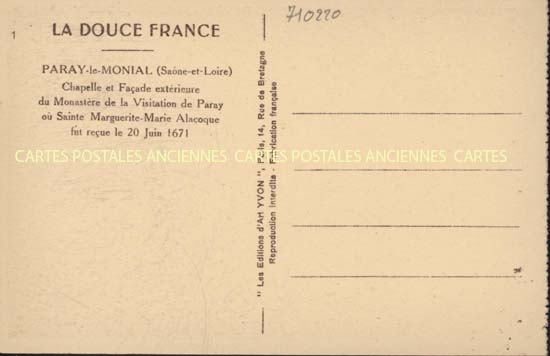 1
LA DOUCE FRANCE
PARAY-le-MONIAL (Saône-et-Loire)
Chapelle et Façade extérieure
du Monastère de la Visitation de Paray
où Sainte Marguerite-Marie Alacoque
fut reçue le 20 Juin 1671
710220
" Les Editions d'Art YVON ", Paris, 14, Rue de Bretagne
Reproduction interdite - Fabrication française
CARTES POSTALES ANCIENNES CARTES POSTALES ANCIENNES CARTES